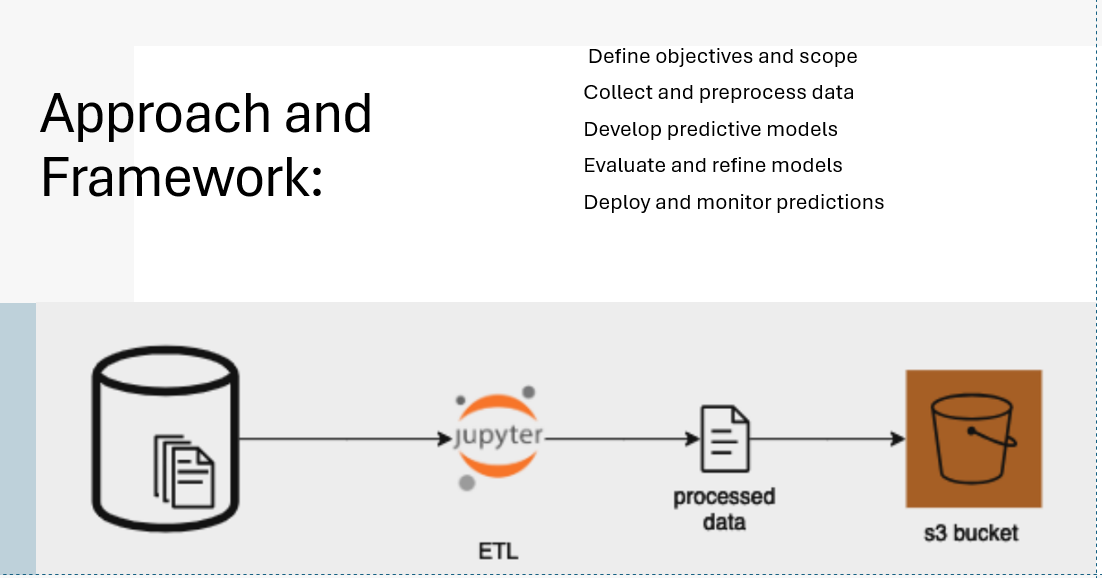 Approach and
Framework:
Define objectives and scope
Collect and preprocess data
Develop predictive models
Evaluate and refine models
Deploy and monitor predictions
jupyter
ETL
processed
data
s3 bucket